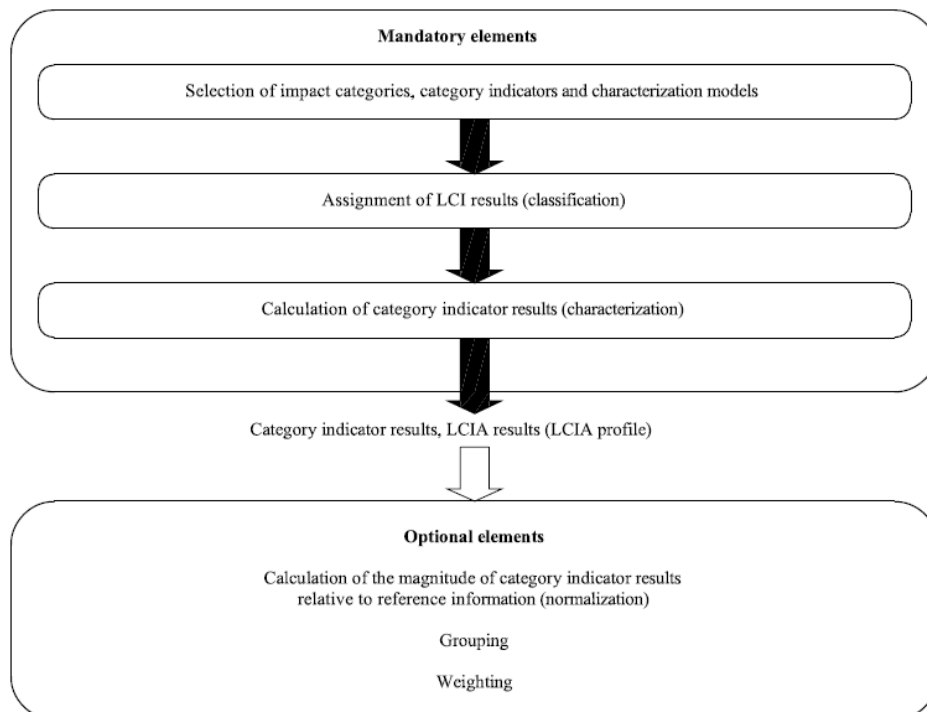 Mandatory elements
Selection of impact categories, category indicators and characterization models
Assignment of LCI results (classification)
Calculation of category indicator results (characterization)
Category indicator results, LCIA results (LCIA profile)
Optional elements
Calculation of the magnitude of category indicator results
relative to reference information (normalization)
Grouping
Weighting